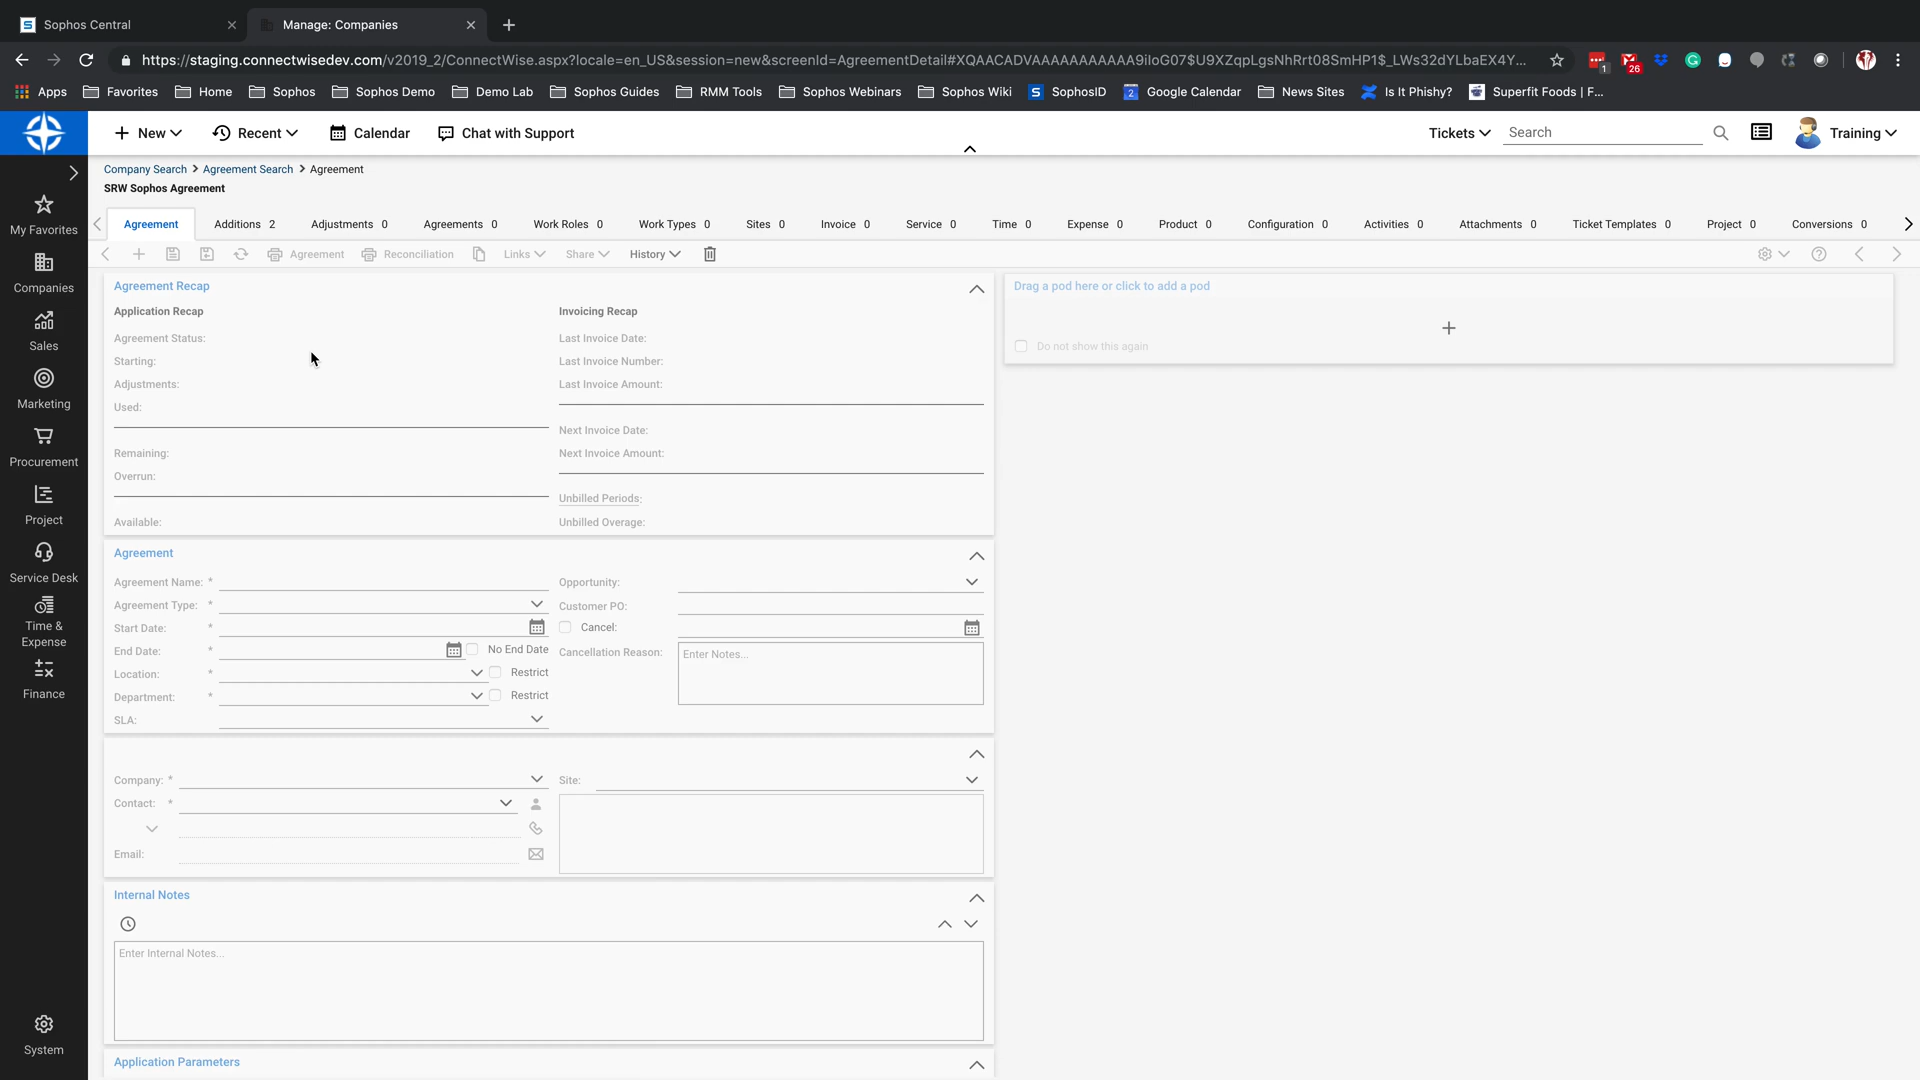 Sophos Central
Manage: Companies
https://staging.connectwisedev.com/v2019_2/ConnectWise.aspx?locale=en_US&session=new&screenId=AgreementDetail#XQAACADVAAAAAAAAAAA9iIoG07$U9XZqpLgsNhRrt08SmHP1$_LWs32dYLbaEX4Y...
1
26
Apps
Favorites
Home
Sophos
Sophos Demo
Demo Lab
Sophos Guides
RMM Tools
Sophos Webinars
Sophos Wiki
SophosID
Google Calendar
News Sites
Is It Phishy?
Superfit Foods | F...
New
Recent
Calendar
Chat with Support
Tickets
Search
Training
Company Search > Agreement Search > Agreement
SRW Sophos Agreement
Agreement
Additions 2
Adjustments 0
Agreements 0
Work Roles 0
Work Types 0
Sites 0
Invoice 0
Service 0
Time 0
Expense 0
Product 0
Configuration 0
Activities 0
Attachments 0
Ticket Templates 0
Project 0
Conversions 0
Agreement
Reconciliation
Links
Share
History
My Favorites
Companies
Sales
Marketing
Procurement
Project
Service Desk
Time &
Expense
Finance
System
Agreement Recap
Application Recap
Agreement Status:
Starting:
Adjustments:
Used:
Remaining:
Overrun:
Available:
Invoicing Recap
Last Invoice Date:
Last Invoice Number:
Last Invoice Amount:
Next Invoice Date:
Next Invoice Amount:
Unbilled Periods:
Unbilled Overage:
Drag a pod here or click to add a pod
Do not show this again
Agreement
Agreement Name: *
Agreement Type: *
Start Date: *
End Date: *
No End Date
Location: *
Restrict
Department: *
Restrict
SLA:
Opportunity:
Customer PO:
Cancel:
Cancellation Reason:
Enter Notes...
Company: *
Contact: *
Email:
Site:
Internal Notes
Enter Internal Notes...
Application Parameters